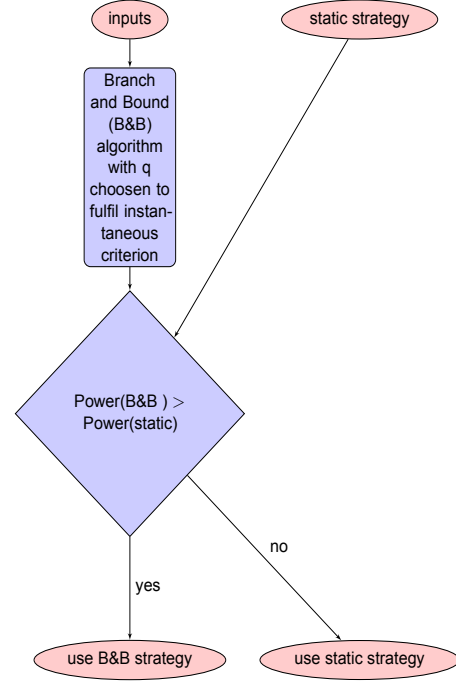 inputs
static strategy
Branch
and Bound
(B&B)
algorithm
with q
choosen to
fulfil instan-
taneous
criterion
Power(B&B ) >
Power(static)
no
yes
use B&B strategy
use static strategy